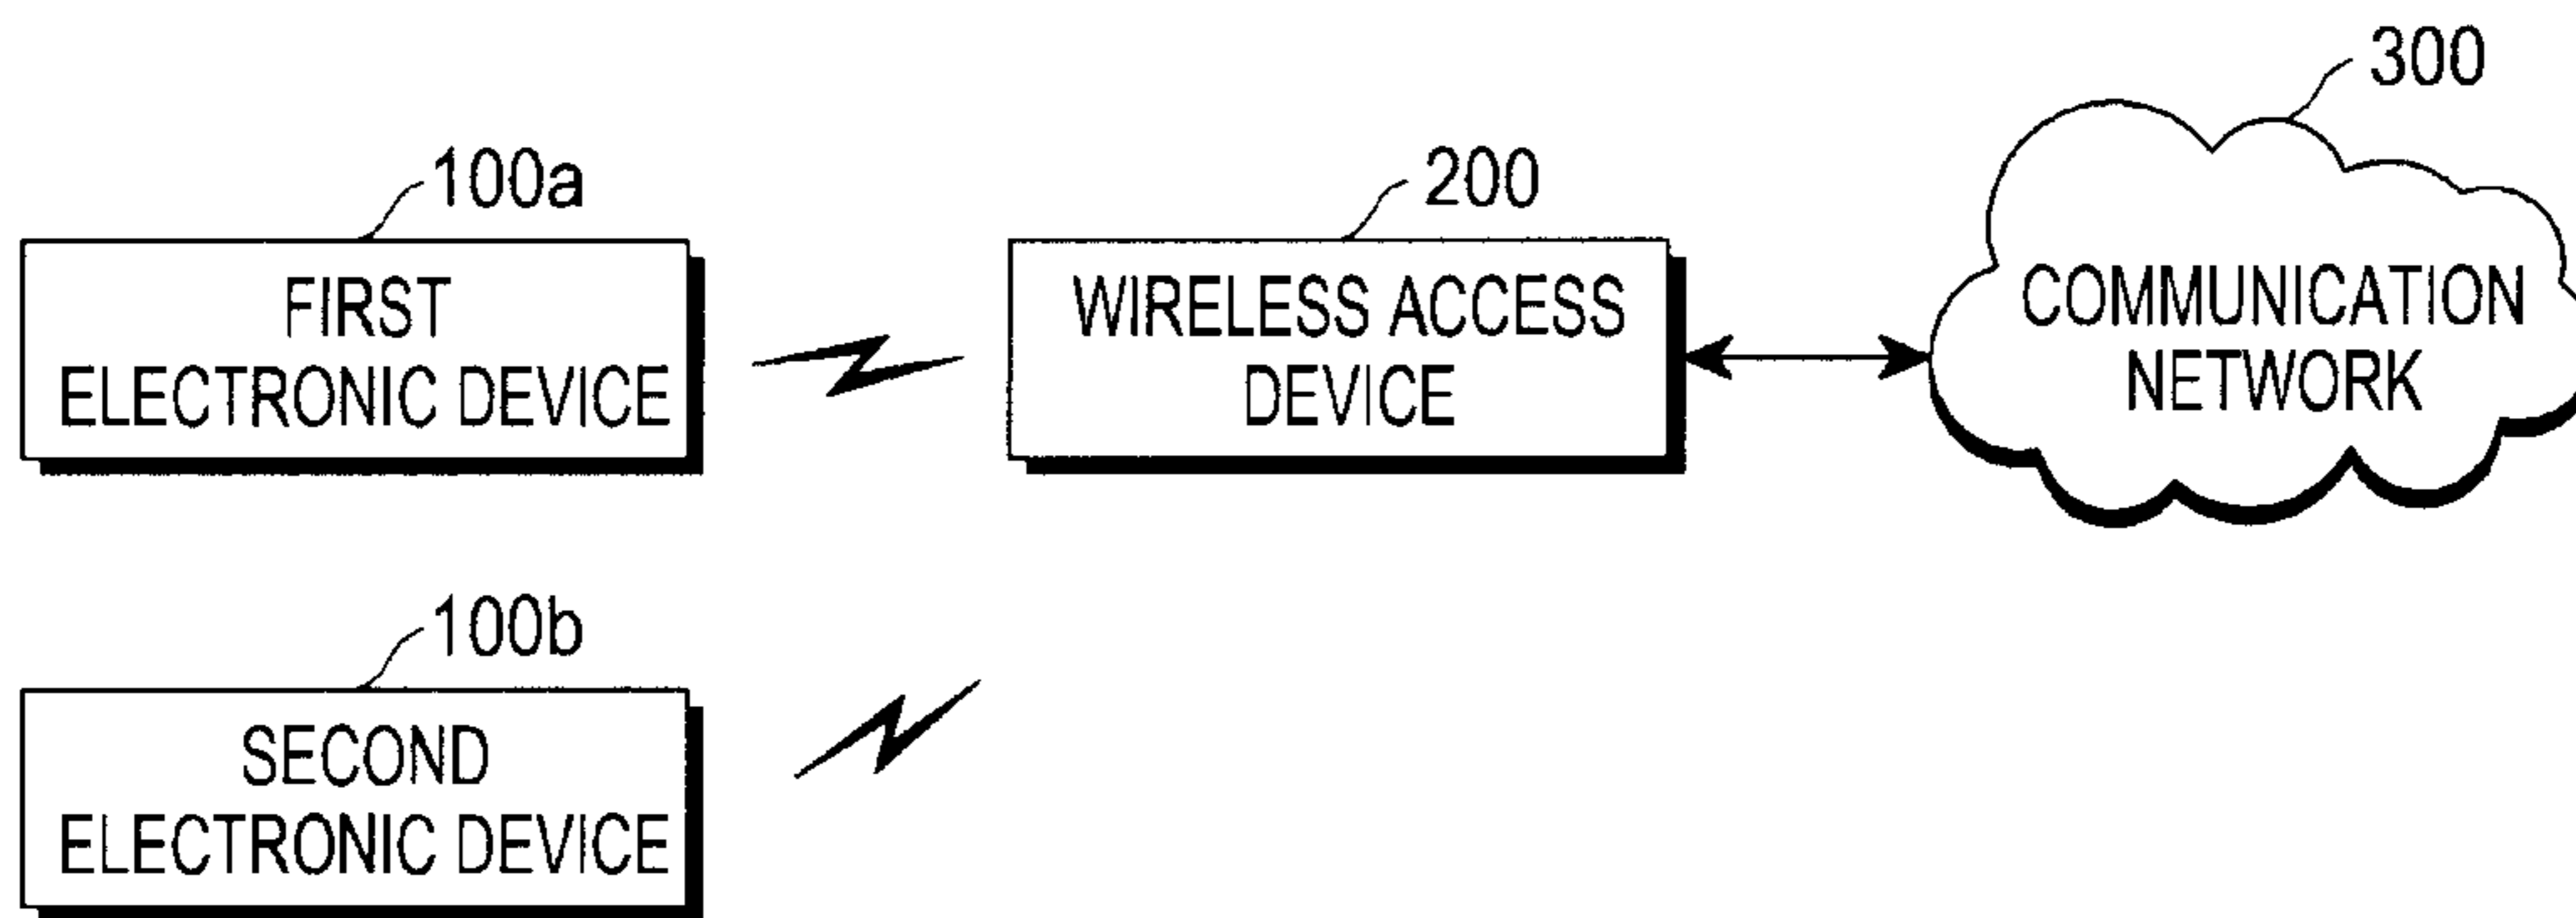 300
100a
200
FIRST
ELECTRONIC DEVICE
WIRELESS ACCESS
DEVICE
COMMUNICATION
NETWORK
100b
SECOND
ELECTRONIC DEVICE